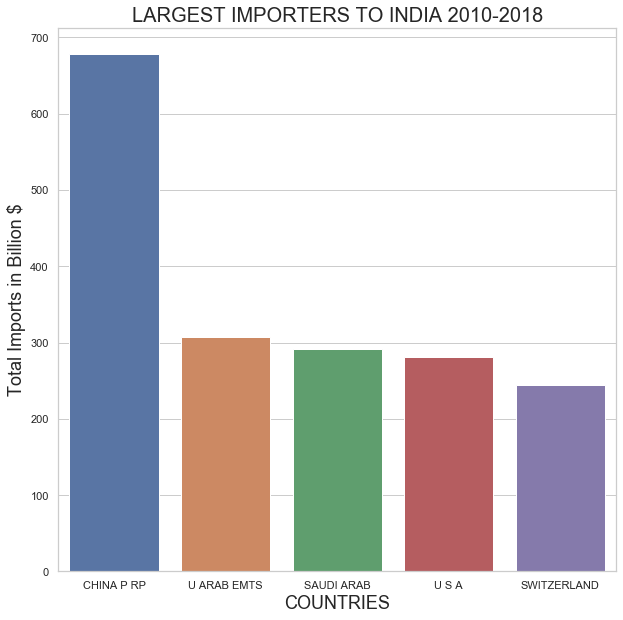 LARGEST IMPORTERS TO INDIA 2010-2018
700
600
500
400
300
200
100
0
Total Imports in Billion $
CHINA P RP
U ARAB EMTS
SAUDI ARAB
U S A
SWITZERLAND
COUNTRIES